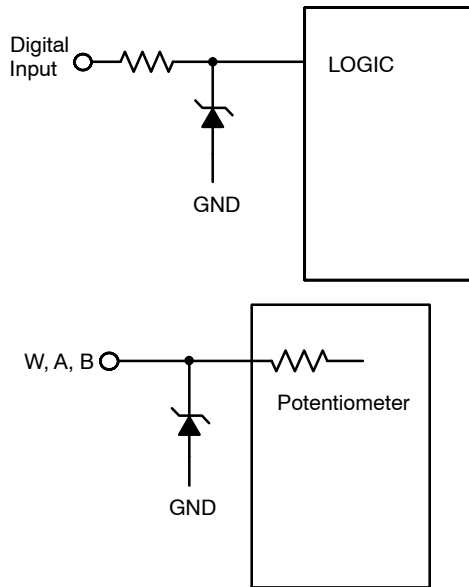 Digital
Input
LOGIC
GND
W, A, B
Potentiometer
GND